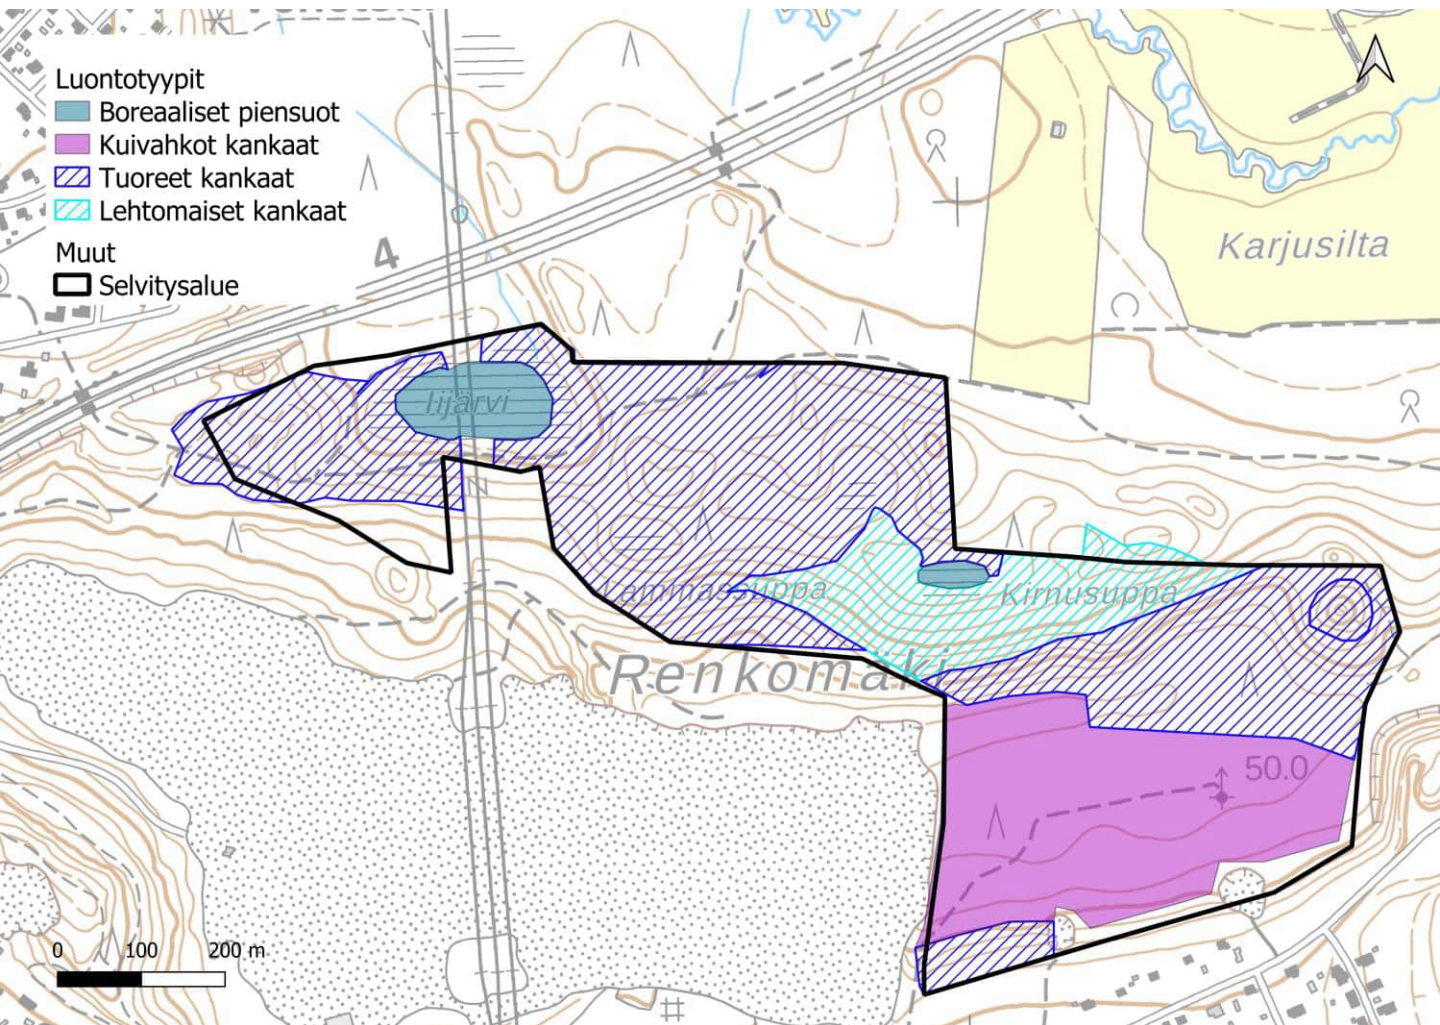 Luontotyypit
Boreaaliset piensuot
Kuivahkot kankaat
Tuoreet kankaat
Lehtomaiset kankaat
Muut
Selvitysalue
4
Karjusilta
Iijärvi
Lammassuppa
Kirnusuppa
Renkomäki
50.0
0 100 200 m